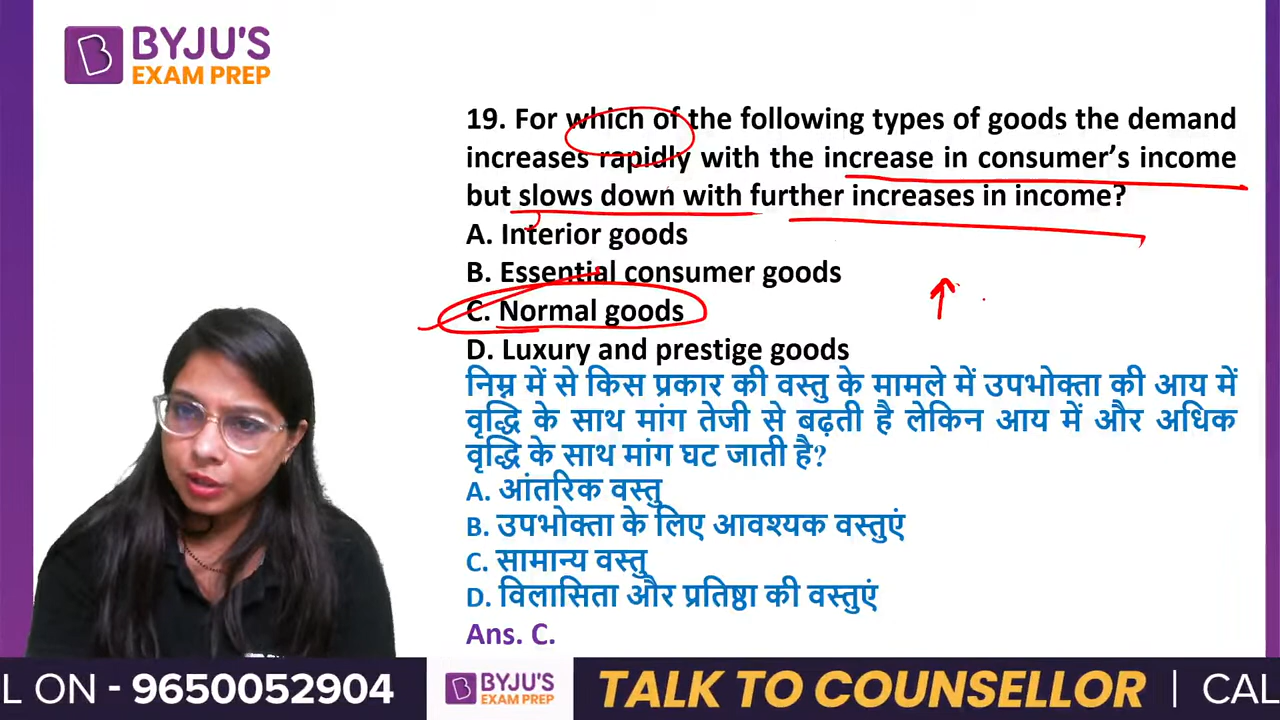 BYJU'S
EXAM PREP
19. For which of the following types of goods the demand
increases rapidly with the increase in consumer's income
but slows down with further increases in income?
A. Interior goods
B. Essential consumer goods
C. Normal goods
D. Luxury and prestige goods
निम्न में से किस प्रकार की वस्तु के मामले में उपभोक्ता की आय में
वृद्धि के साथ मांग तेजी से बढ़ती है लेकिन आय में और अधिक
वृद्धि के साथ मांग घट जाती है?
A. आंतरिक वस्तु
B. उपभोक्ता के लिए आवश्यक वस्तुएं
C. सामान्य वस्तु
D. विलासिता और प्रतिष्ठा की वस्तुएं
Ans. C.
L ON - 9650052904 BYJU'S EXAM PREP TALK TO COUNSELLOR | CAL